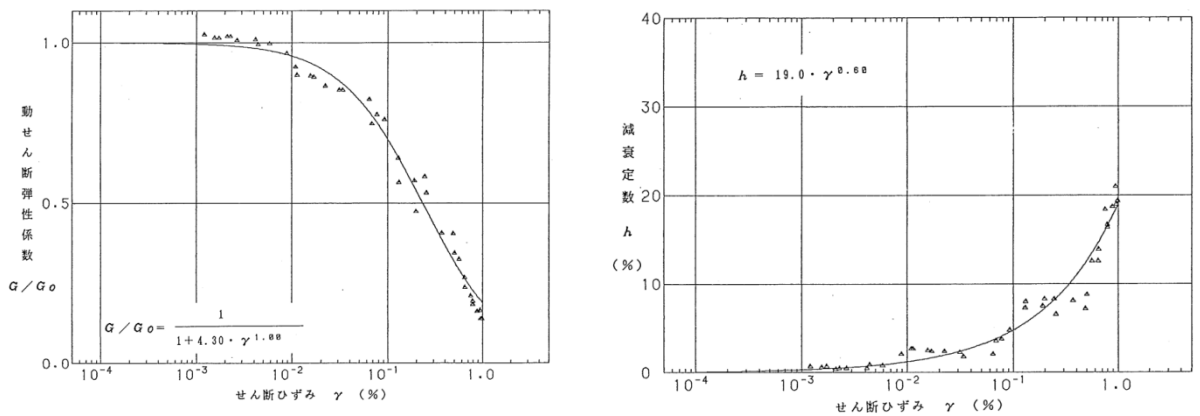 1.0
0.5
0.0
動せん断弾性係数
G/G₀
G/G₀= 1
1+4.30・γ^1.00
10⁻⁴ 10⁻³ 10⁻² 10⁻¹ 1.0
せん断ひずみ γ (%)
40
30
20
10
0
減衰定数 h
(%)
h = 19.0・γ^0.60
10⁻⁴ 10⁻³ 10⁻² 10⁻¹ 1.0
せん断ひずみ γ (%)